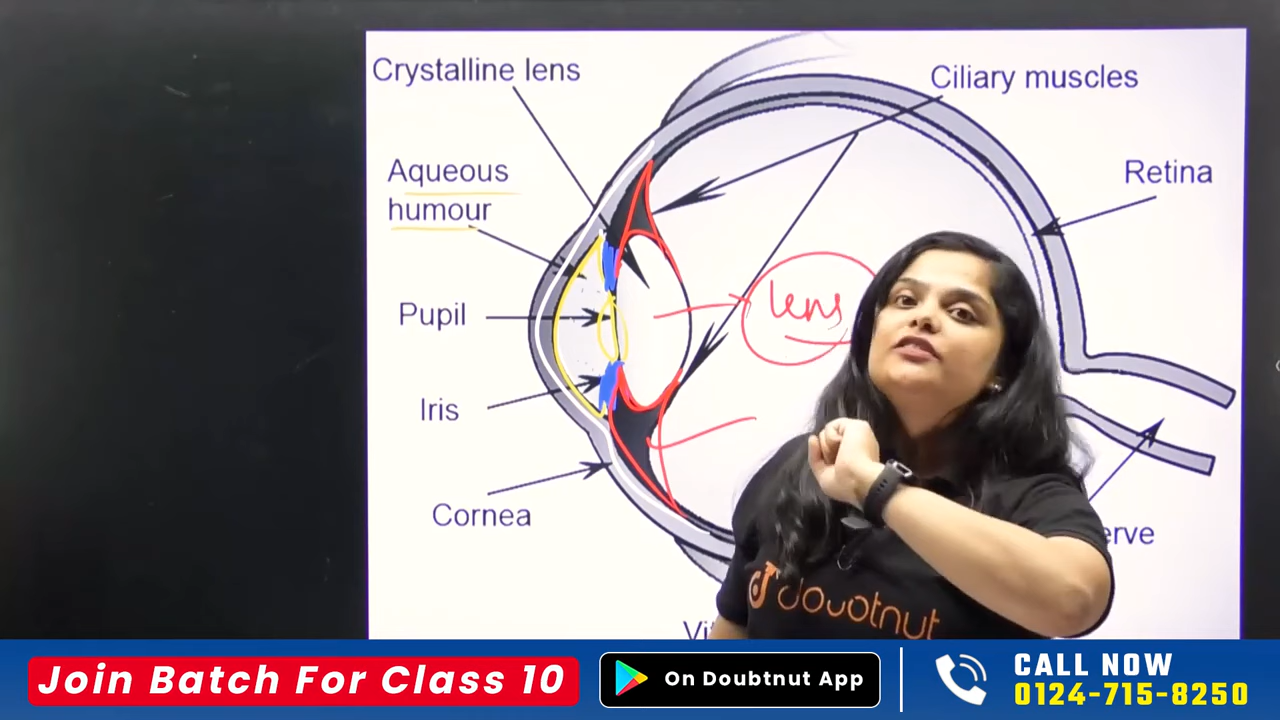 Crystalline lens
Ciliary muscles
Aqueous
humour
Retina
Pupil
lens
Iris
Cornea
erve
doubtnut
Join Batch For Class 10
On Doubtnut App
CALL NOW
0124-715-8250